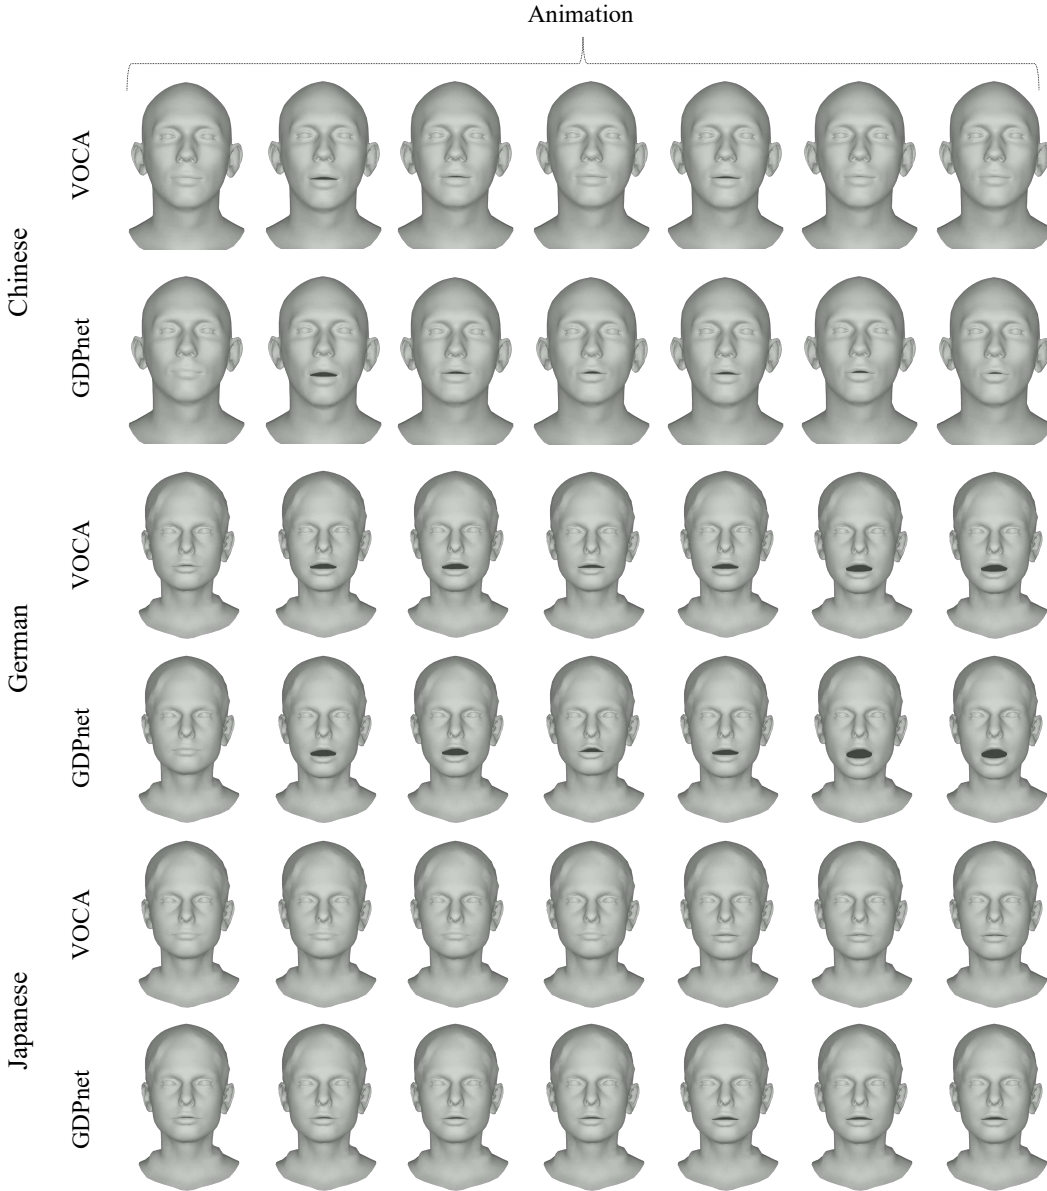 Animation
Chinese
VOCA
GDPnet
German
VOCA
GDPnet
Japanese
VOCA
GDPnet